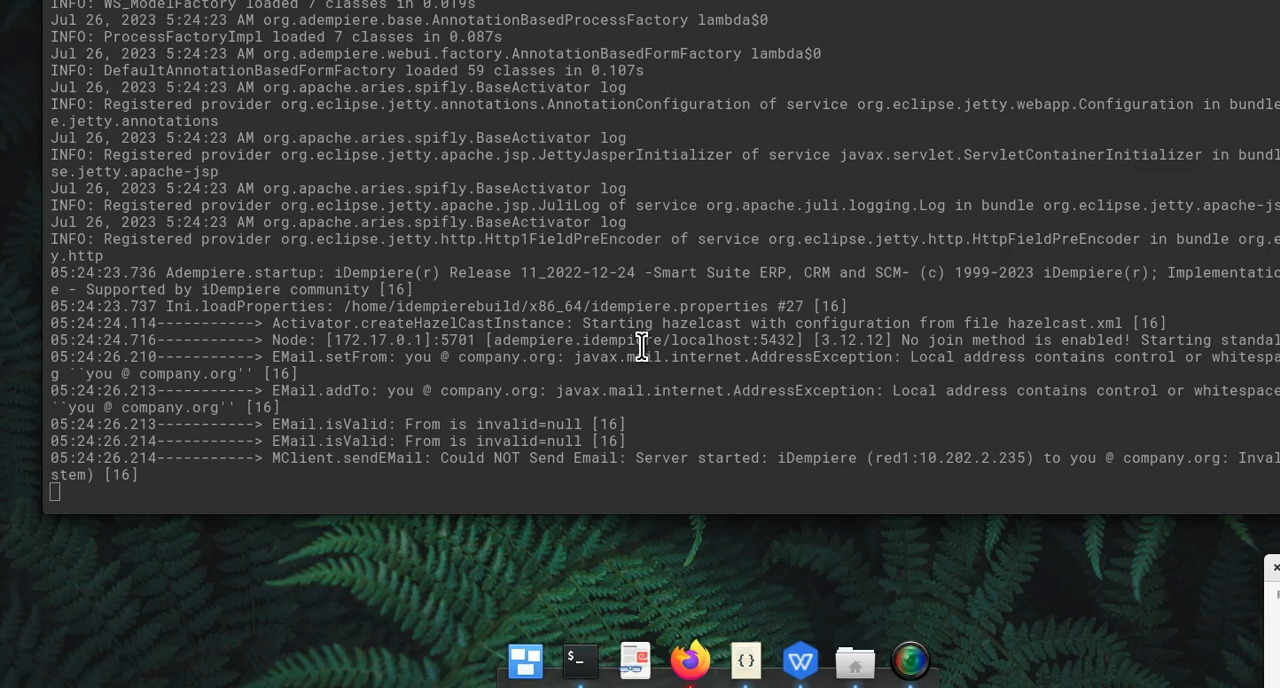 INFO: WS_ModelFactory loaded 7 classes in 0.019s
Jul 26, 2023 5:24:23 AM org.adempiere.base.AnnotationBasedProcessFactory lambda$0
INFO: ProcessFactoryImpl loaded 7 classes in 0.087s
Jul 26, 2023 5:24:23 AM org.adempiere.webui.factory.AnnotationBasedFormFactory lambda$0
INFO: DefaultAnnotationBasedFormFactory loaded 59 classes in 0.107s
Jul 26, 2023 5:24:23 AM org.apache.aries.spifly.BaseActivator log
INFO: Registered provider org.eclipse.jetty.annotations.AnnotationConfiguration of service org.eclipse.jetty.webapp.Configuration in bundle
e.jetty.annotations
Jul 26, 2023 5:24:23 AM org.apache.aries.spifly.BaseActivator log
INFO: Registered provider org.eclipse.jetty.apache.jsp.JettyJasperInitializer of service javax.servlet.ServletContainerInitializer in bundl
se.jetty.apache-jsp
Jul 26, 2023 5:24:23 AM org.apache.aries.spifly.BaseActivator log
INFO: Registered provider org.eclipse.jetty.apache.jsp.JuliLog of service org.apache.juli.logging.Log in bundle org.eclipse.jetty.apache-js
Jul 26, 2023 5:24:23 AM org.apache.aries.spifly.BaseActivator log
INFO: Registered provider org.eclipse.jetty.http.Http1FieldPreEncoder of service org.eclipse.jetty.http.HttpFieldPreEncoder in bundle org.e
y.http
05:24:23.736 Adempiere.startup: iDempiere(r) Release 11_2022-12-24 -Smart Suite ERP, CRM and SCM- (c) 1999-2023 iDempiere(r); Implementatio
e - Supported by iDempiere community [16]
05:24:23.737 Ini.loadProperties: /home/idempierebuild/x86_64/idempiere.properties #27 [16]
05:24:24.114-----------> Activator.createHazelCastInstance: Starting hazelcast with configuration from file hazelcast.xml [16]
05:24:24.716-----------> Node: [172.17.0.1]:5701 [adempiere.idempiere/localhost:5432] [3.12.12] No join method is enabled! Starting standal
05:24:26.210-----------> EMail.setFrom: you @ company.org: javax.mail.internet.AddressException: Local address contains control or whitespa
g ``you @ company.org'' [16]
05:24:26.213-----------> EMail.addTo: you @ company.org: javax.mail.internet.AddressException: Local address contains control or whitespace
``you @ company.org'' [16]
05:24:26.213-----------> EMail.isValid: From is invalid=null [16]
05:24:26.214-----------> EMail.isValid: From is invalid=null [16]
05:24:26.214-----------> MClient.sendEMail: Could NOT Send Email: Server started: iDempiere (red1:10.202.2.235) to you @ company.org: Inval
stem) [16]